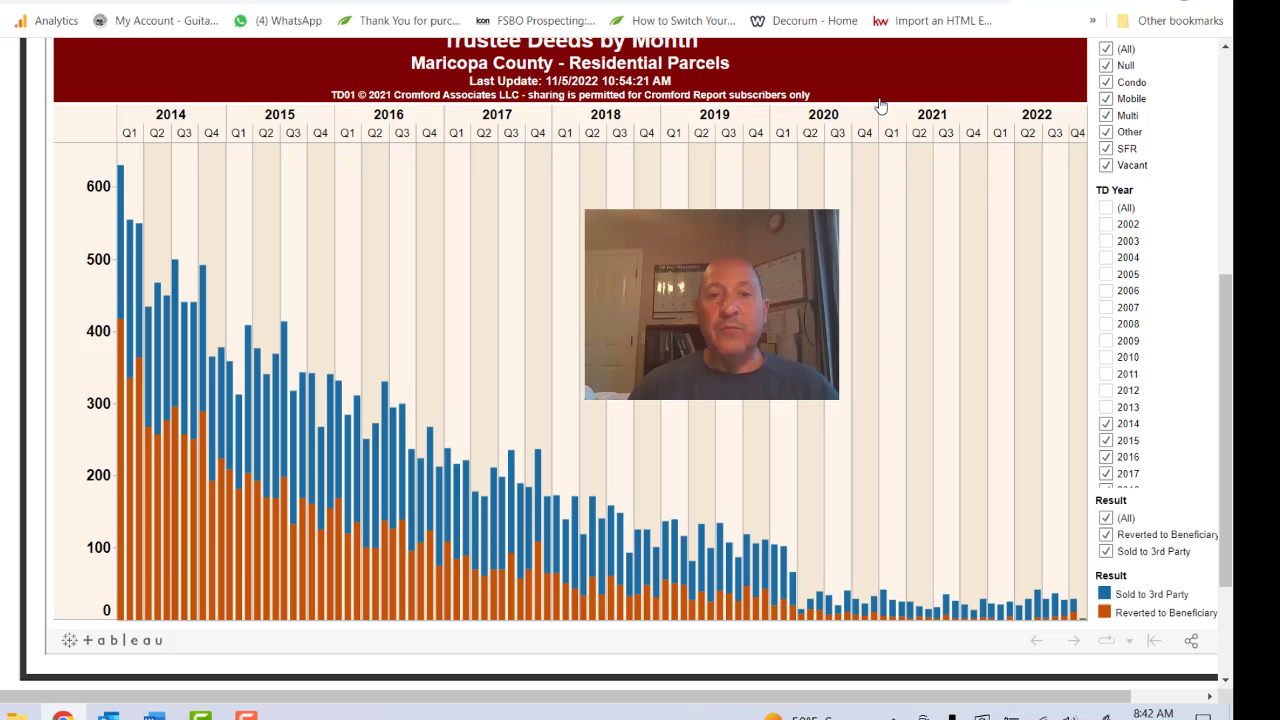 Analytics My Account - Guita... (4) WhatsApp Thank You for purc... icon FSBO Prospecting:... How to Switch Your... W Decorum - Home kw Import an HTML E... » Other bookmarks
Trustee Deeds by Month
Maricopa County - Residential Parcels
Last Update: 11/5/2022 10:54:21 AM
TD01 © 2021 Cromford Associates LLC - sharing is permitted for Cromford Report subscribers only
2014 2015 2016 2017 2018 2019 2020 2021 2022
Q1 Q2 Q3 Q4 Q1 Q2 Q3 Q4 Q1 Q2 Q3 Q4 Q1 Q2 Q3 Q4 Q1 Q2 Q3 Q4 Q1 Q2 Q3 Q4 Q1 Q2 Q3 Q4 Q1 Q2 Q3 Q4 Q1 Q2 Q3 Q4
600
500
400
300
200
100
0
(All)
Null
Condo
Mobile
Multi
Other
SFR
Vacant
TD Year
(All)
2002
2003
2004
2005
2006
2007
2008
2009
2010
2011
2012
2013
2014
2015
2016
2017
Result
(All)
Reverted to Beneficiary
Sold to 3rd Party
Result
Sold to 3rd Party
Reverted to Beneficiary
+ a b l e a u
8:42 AM